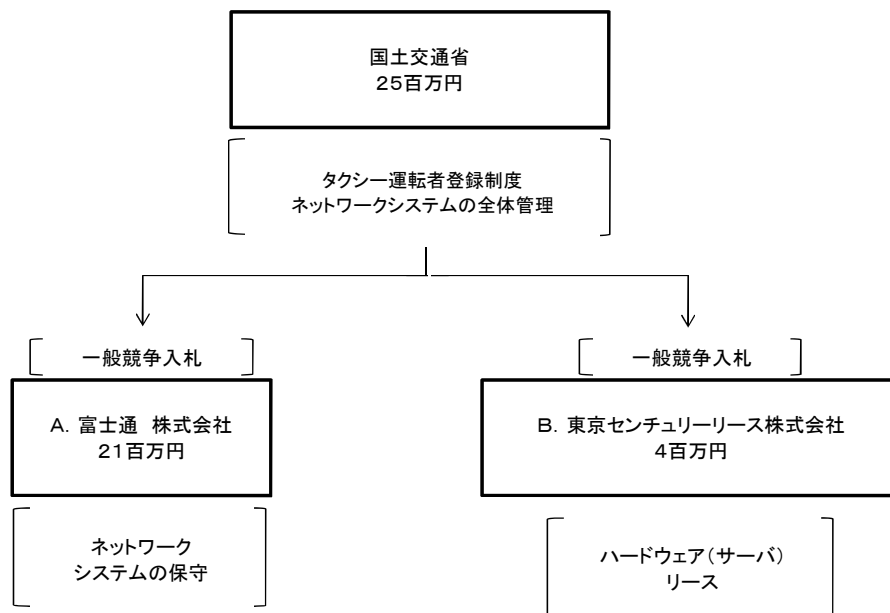 国土交通省
25百万円
タクシー運転者登録制度
ネットワークシステムの全体管理
一般競争入札
一般競争入札
A．富士通　株式会社
21百万円
B．東京センチュリーリース株式会社
4百万円
ネットワーク
システムの保守
ハードウェア（サーバ）
リース